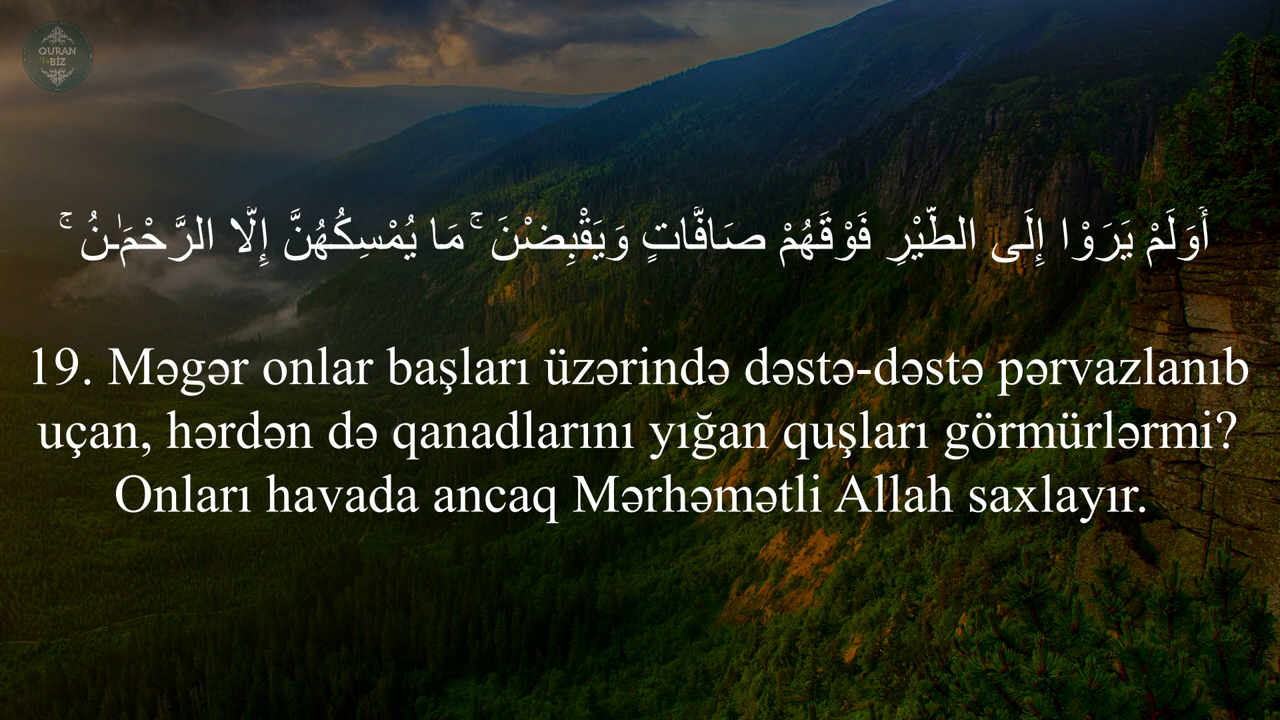 QURAN
Və
BİZ
أَوَلَمْ يَرَوْا إِلَى الطَّيْرِ فَوْقَهُمْ صَافَّاتٍ وَيَقْبِضْنَ ۚ مَا يُمْسِكُهُنَّ إِلَّا الرَّحْمَـٰنُ ۚ
19. Məgər onlar başları üzərində dəstə-dəstə pərvazlanıb
uçan, hərdən də qanadlarını yığan quşları görmürlərmi?
Onları havada ancaq Mərhəmətli Allah saxlayır.